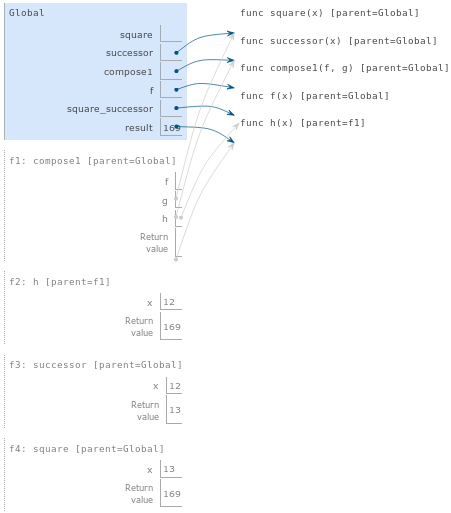 Global
square
successor
compose1
f
square_successor
result 169
func square(x) [parent=Global]
func successor(x) [parent=Global]
func compose1(f, g) [parent=Global]
func f(x) [parent=Global]
func h(x) [parent=f1]
f1: compose1 [parent=Global]
f
g
h
Return
value
f2: h [parent=f1]
x 12
Return
value 169
f3: successor [parent=Global]
x 12
Return
value 13
f4: square [parent=Global]
x 13
Return
value 169